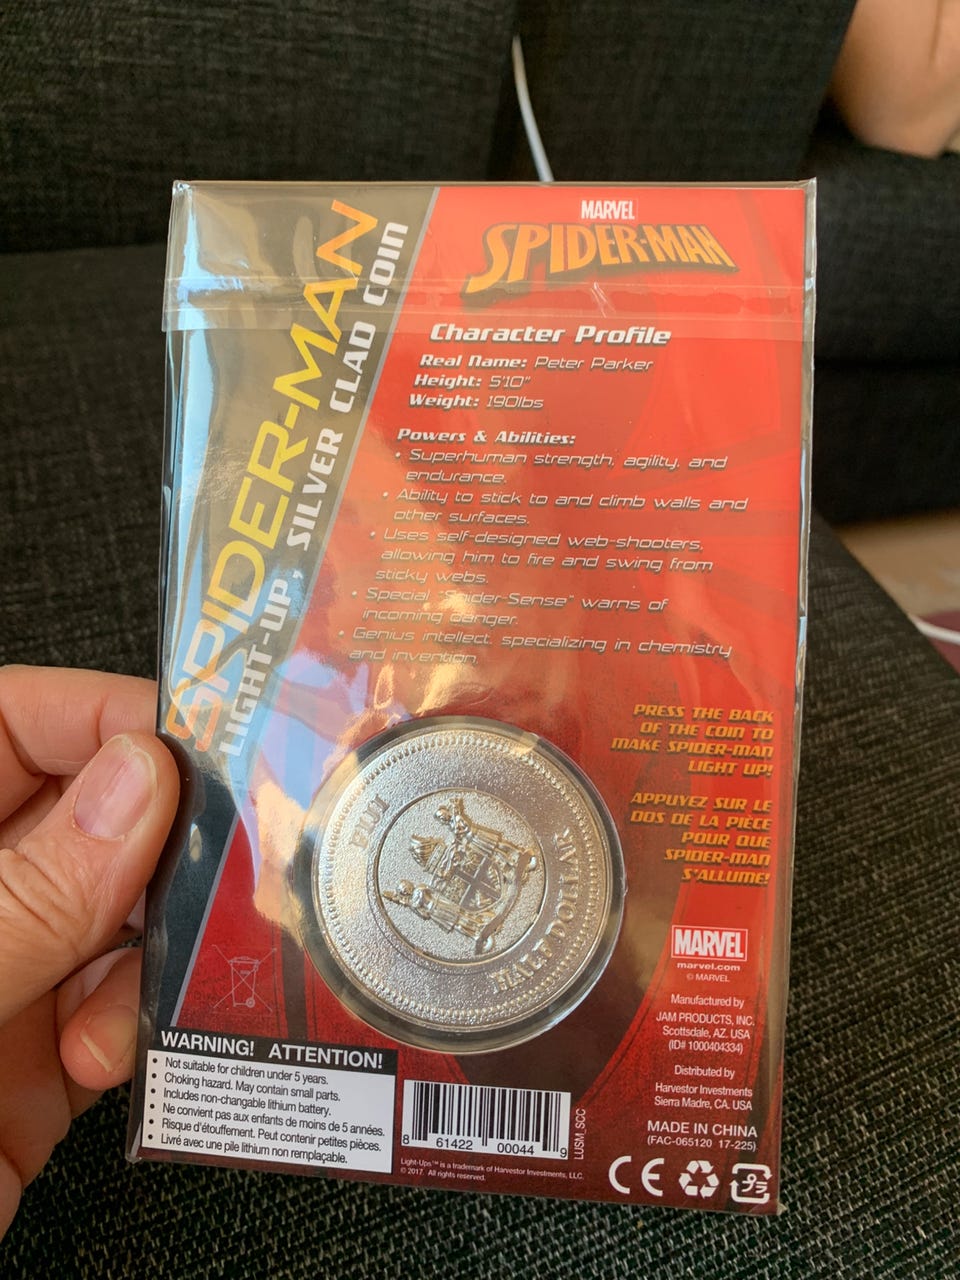 SPIDER-MAN
LIGHT-UP, SILVER CLAD COIN
MARVEL
SPIDER-MAN
Character Profile
Real Name: Peter Parker
Height: 5'10"
Weight: 190lbs
Powers & Abilities:
• Superhuman strength, agility, and
endurance.
• Ability to stick to and climb walls and
other surfaces.
• Uses self-designed web-shooters,
allowing him to fire and swing from
sticky webs.
• Special "Spider-Sense" warns of
incoming danger.
• Genius intellect, specializing in chemistry
and invention.
PRESS THE BACK
OF THE COIN TO
MAKE SPIDER-MAN
LIGHT UP!
APPUYEZ SUR LE
DOS DE LA PIÈCE
POUR QUE
SPIDER-MAN
S'ALLUME!
FIJI
HALF DOLLAR
MARVEL
marvel.com
© MARVEL
Manufactured by
JAM PRODUCTS, INC.
Scottsdale, AZ. USA
(ID# 1000404334)
Distributed by
Harvestor Investments
Sierra Madre, CA. USA
MADE IN CHINA
(FAC-065120 17-225)
WARNING! ATTENTION!
• Not suitable for children under 5 years.
• Choking hazard. May contain small parts.
• Includes non-changable lithium battery.
• Ne convient pas aux enfants de moins de 5 années.
• Risque d'étouffement. Peut contenir petites pièces.
• Livré avec une pile lithium non remplaçable.
8 61422 00044 9
LUSM_SCC
Light-Ups™ is a trademark of Harvestor Investments, LLC.
© 2017. All rights reserved.
CE
プラ